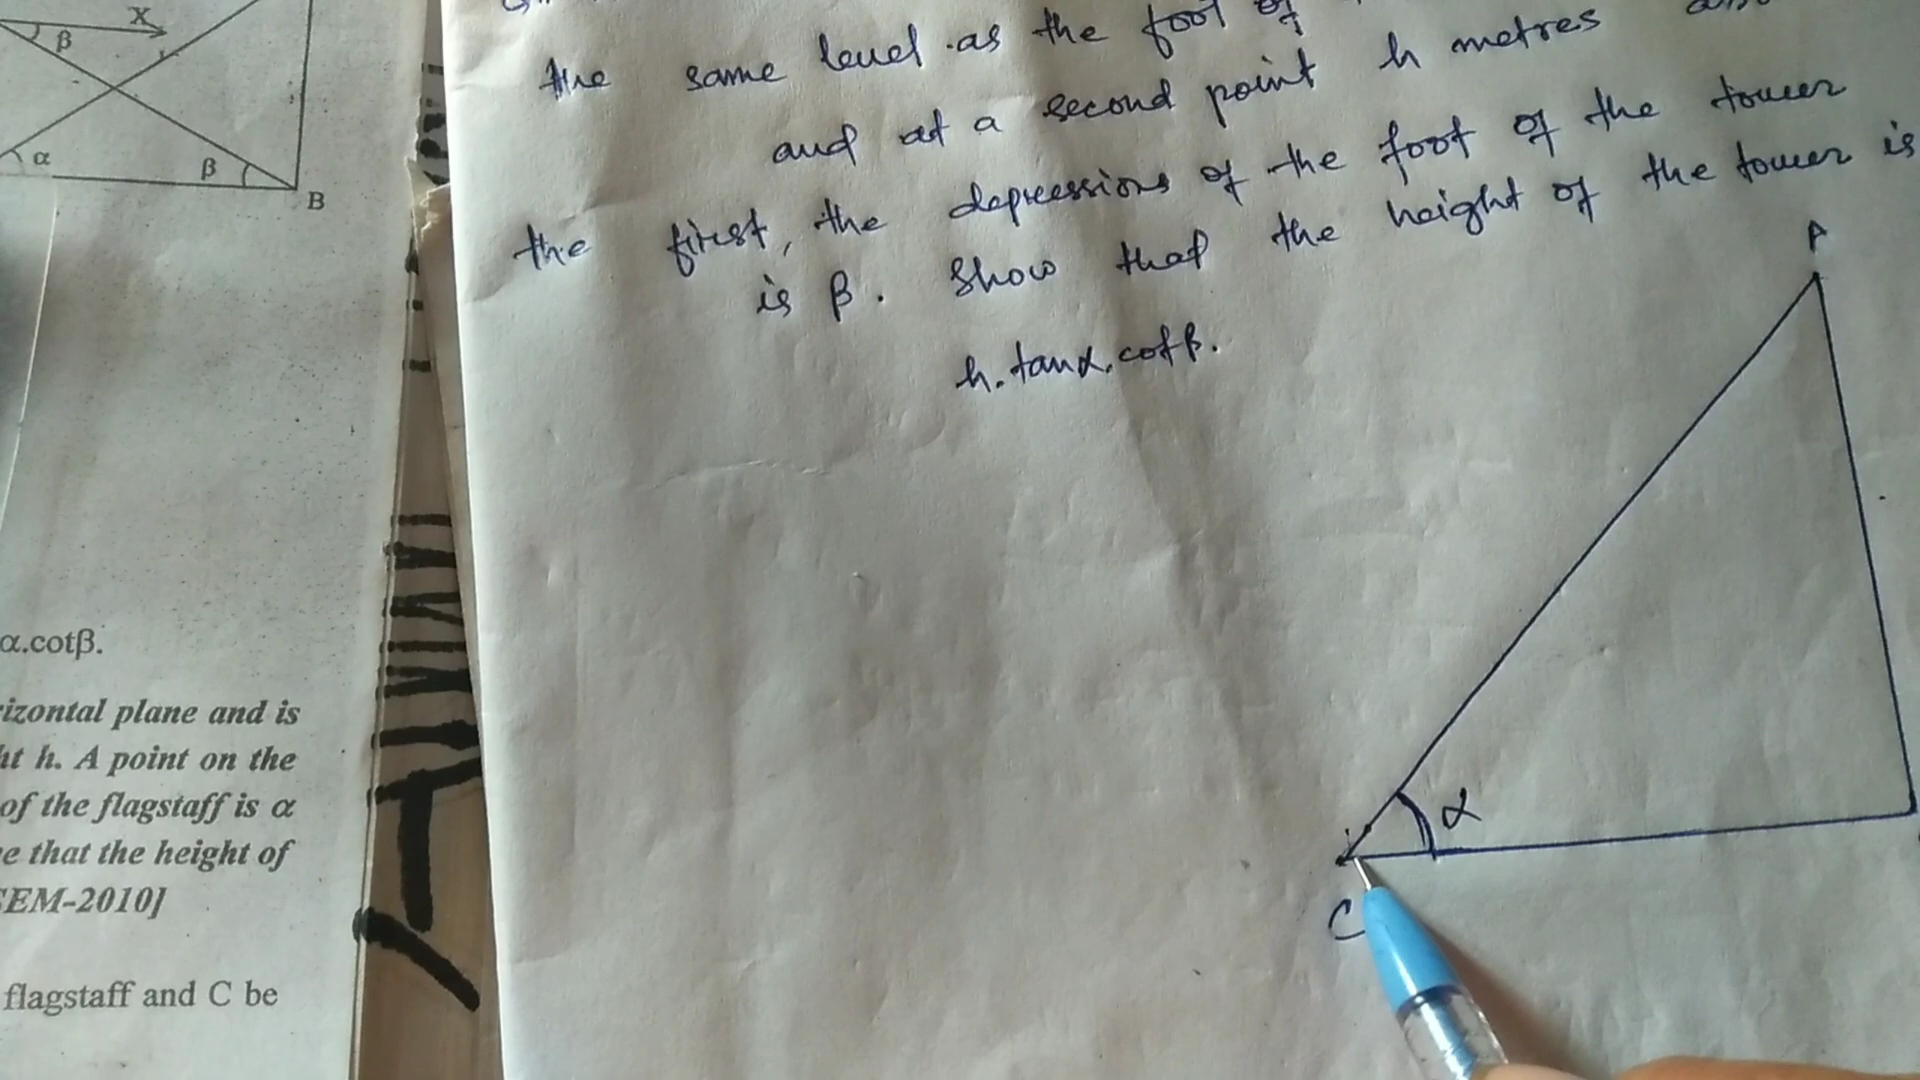 X
β
α
β
B
α.cotβ.
rizontal plane and is
ht h. A point on the
of the flagstaff is α
e that the height of
EM-2010]
flagstaff and C be
the same level as the foot of
and at a second point h metres
the first, the depressions of the foot of the tower
is β. Show that the height of the tower is
h.tanα.cotβ.
A
α
C